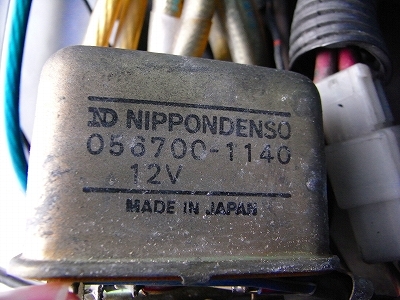 ND NIPPONDENSO
056700-1140
12V
MADE IN JAPAN